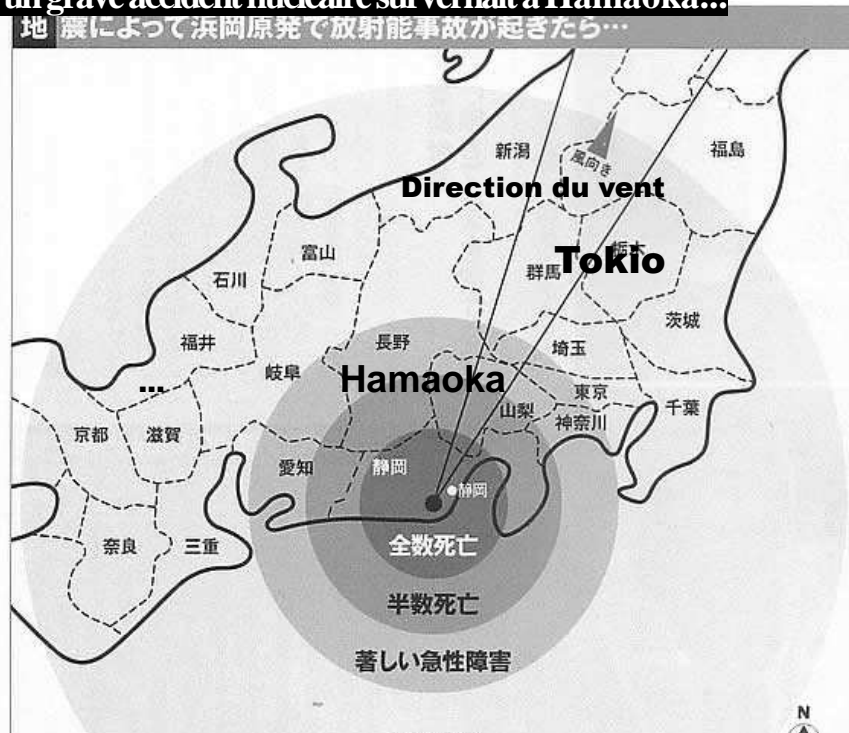 un grave accident nucléaire survenait à Hamaoka...
地震によって浜岡原発で放射能事故が起きたら…
新潟
風向き
福島
Direction du vent
富山
栃木
Tokio
群馬
石川
茨城
福井
長野
埼玉
岐阜
Hamaoka
...
東京
山梨
千葉
神奈川
京都
滋賀
愛知
静岡
静岡
奈良
三重
全数死亡
半数死亡
著しい急性障害
N